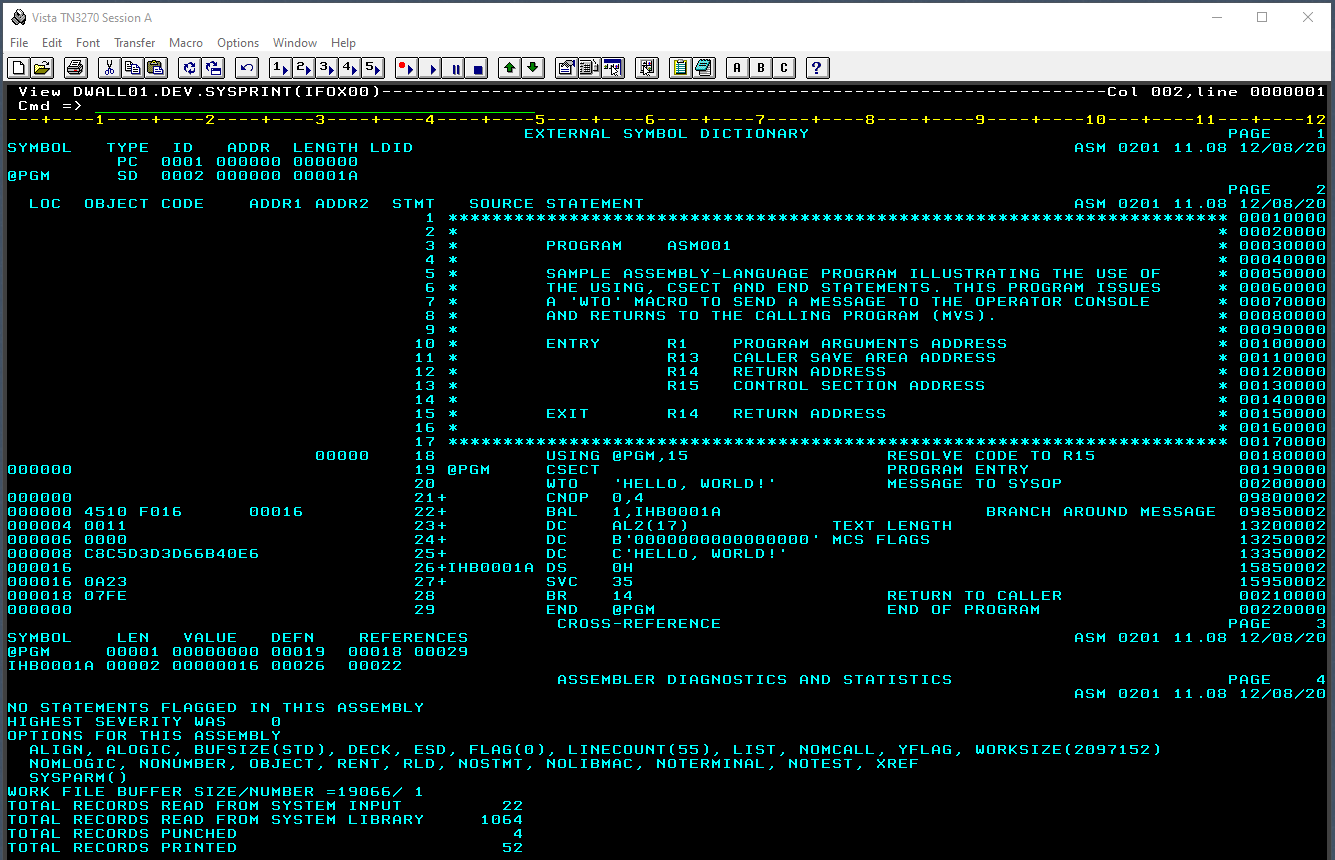 Vista TN3270 Session A
File Edit Font Transfer Macro Options Window Help
1 2 3 4 5 A B C ?
View DWALL01.DEV.SYSPRINT(IFOX00)---------------------------------------------------------------Col 002,line 0000001
Cmd =>
---+----1----+----2----+----3----+----4----+----5----+----6----+----7----+----8----+----9----+----10---+----11---+----12
EXTERNAL SYMBOL DICTIONARY PAGE 1
SYMBOL TYPE ID ADDR LENGTH LDID ASM 0201 11.08 12/08/20
PC 0001 000000 000000
@PGM SD 0002 000000 00001A
PAGE 2
LOC OBJECT CODE ADDR1 ADDR2 STMT SOURCE STATEMENT ASM 0201 11.08 12/08/20
1 *********************************************************************** 00010000
2 * * 00020000
3 * PROGRAM ASM001 * 00030000
4 * * 00040000
5 * SAMPLE ASSEMBLY-LANGUAGE PROGRAM ILLUSTRATING THE USE OF * 00050000
6 * THE USING, CSECT AND END STATEMENTS. THIS PROGRAM ISSUES * 00060000
7 * A 'WTO' MACRO TO SEND A MESSAGE TO THE OPERATOR CONSOLE * 00070000
8 * AND RETURNS TO THE CALLING PROGRAM (MVS). * 00080000
9 * * 00090000
10 * ENTRY R1 PROGRAM ARGUMENTS ADDRESS * 00100000
11 * R13 CALLER SAVE AREA ADDRESS * 00110000
12 * R14 RETURN ADDRESS * 00120000
13 * R15 CONTROL SECTION ADDRESS * 00130000
14 * * 00140000
15 * EXIT R14 RETURN ADDRESS * 00150000
16 * * 00160000
17 *********************************************************************** 00170000
00000 18 USING @PGM,15 RESOLVE CODE TO R15 00180000
000000 19 @PGM CSECT PROGRAM ENTRY 00190000
20 WTO 'HELLO, WORLD!' MESSAGE TO SYSOP 00200000
000000 21+ CNOP 0,4 09800002
000000 4510 F016 00016 22+ BAL 1,IHB0001A BRANCH AROUND MESSAGE 09850002
000004 0011 23+ DC AL2(17) TEXT LENGTH 13200002
000006 0000 24+ DC B'0000000000000000' MCS FLAGS 13250002
000008 C8C5D3D3D66B40E6 25+ DC C'HELLO, WORLD!' 13350002
000016 26+IHB0001A DS 0H 15850002
000016 0A23 27+ SVC 35 15950002
000018 07FE 28 BR 14 RETURN TO CALLER 00210000
000000 29 END @PGM END OF PROGRAM 00220000
CROSS-REFERENCE PAGE 3
SYMBOL LEN VALUE DEFN REFERENCES ASM 0201 11.08 12/08/20
@PGM 00001 00000000 00019 00018 00029
IHB0001A 00002 00000016 00026 00022
ASSEMBLER DIAGNOSTICS AND STATISTICS PAGE 4
ASM 0201 11.08 12/08/20
NO STATEMENTS FLAGGED IN THIS ASSEMBLY
HIGHEST SEVERITY WAS 0
OPTIONS FOR THIS ASSEMBLY
ALIGN, ALOGIC, BUFSIZE(STD), DECK, ESD, FLAG(0), LINECOUNT(55), LIST, NOMCALL, YFLAG, WORKSIZE(2097152)
NOMLOGIC, NONUMBER, OBJECT, RENT, RLD, NOSTMT, NOLIBMAC, NOTERMINAL, NOTEST, XREF
SYSPARM()
WORK FILE BUFFER SIZE/NUMBER =19066/ 1
TOTAL RECORDS READ FROM SYSTEM INPUT 22
TOTAL RECORDS READ FROM SYSTEM LIBRARY 1064
TOTAL RECORDS PUNCHED 4
TOTAL RECORDS PRINTED 52